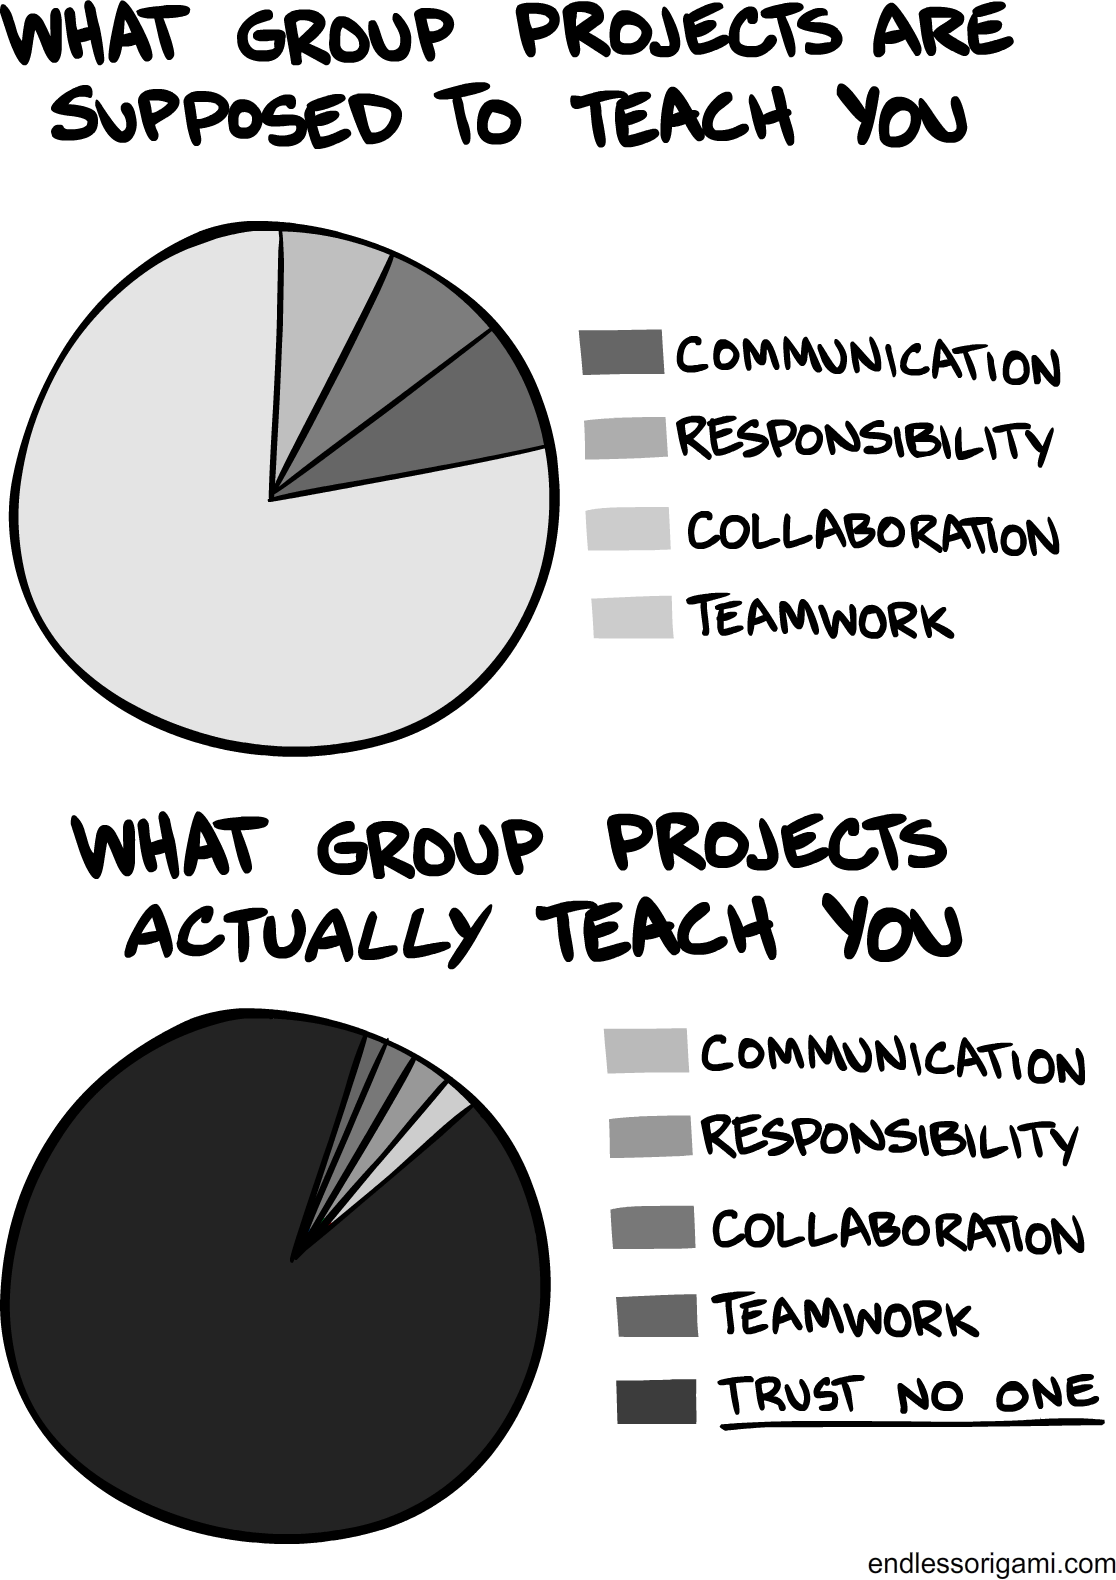 WHAT GROUP PROJECTS ARE
SUPPOSED TO TEACH YOU
COMMUNICATION
RESPONSIBILITY
COLLABORATION
TEAMWORK
WHAT GROUP PROJECTS
ACTUALLY TEACH YOU
COMMUNICATION
RESPONSIBILITY
COLLABORATION
TEAMWORK
TRUST NO ONE
endlessorigami.com